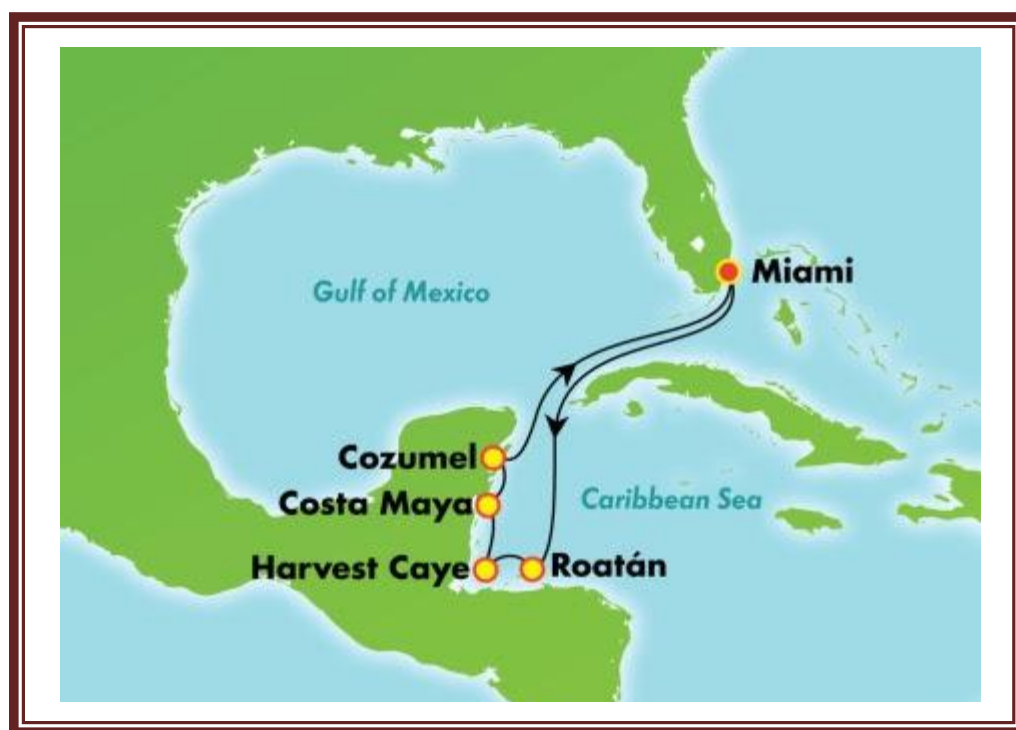 Miami
Gulf of Mexico
Cozumel
Costa Maya
Caribbean Sea
Harvest Caye
Roatán